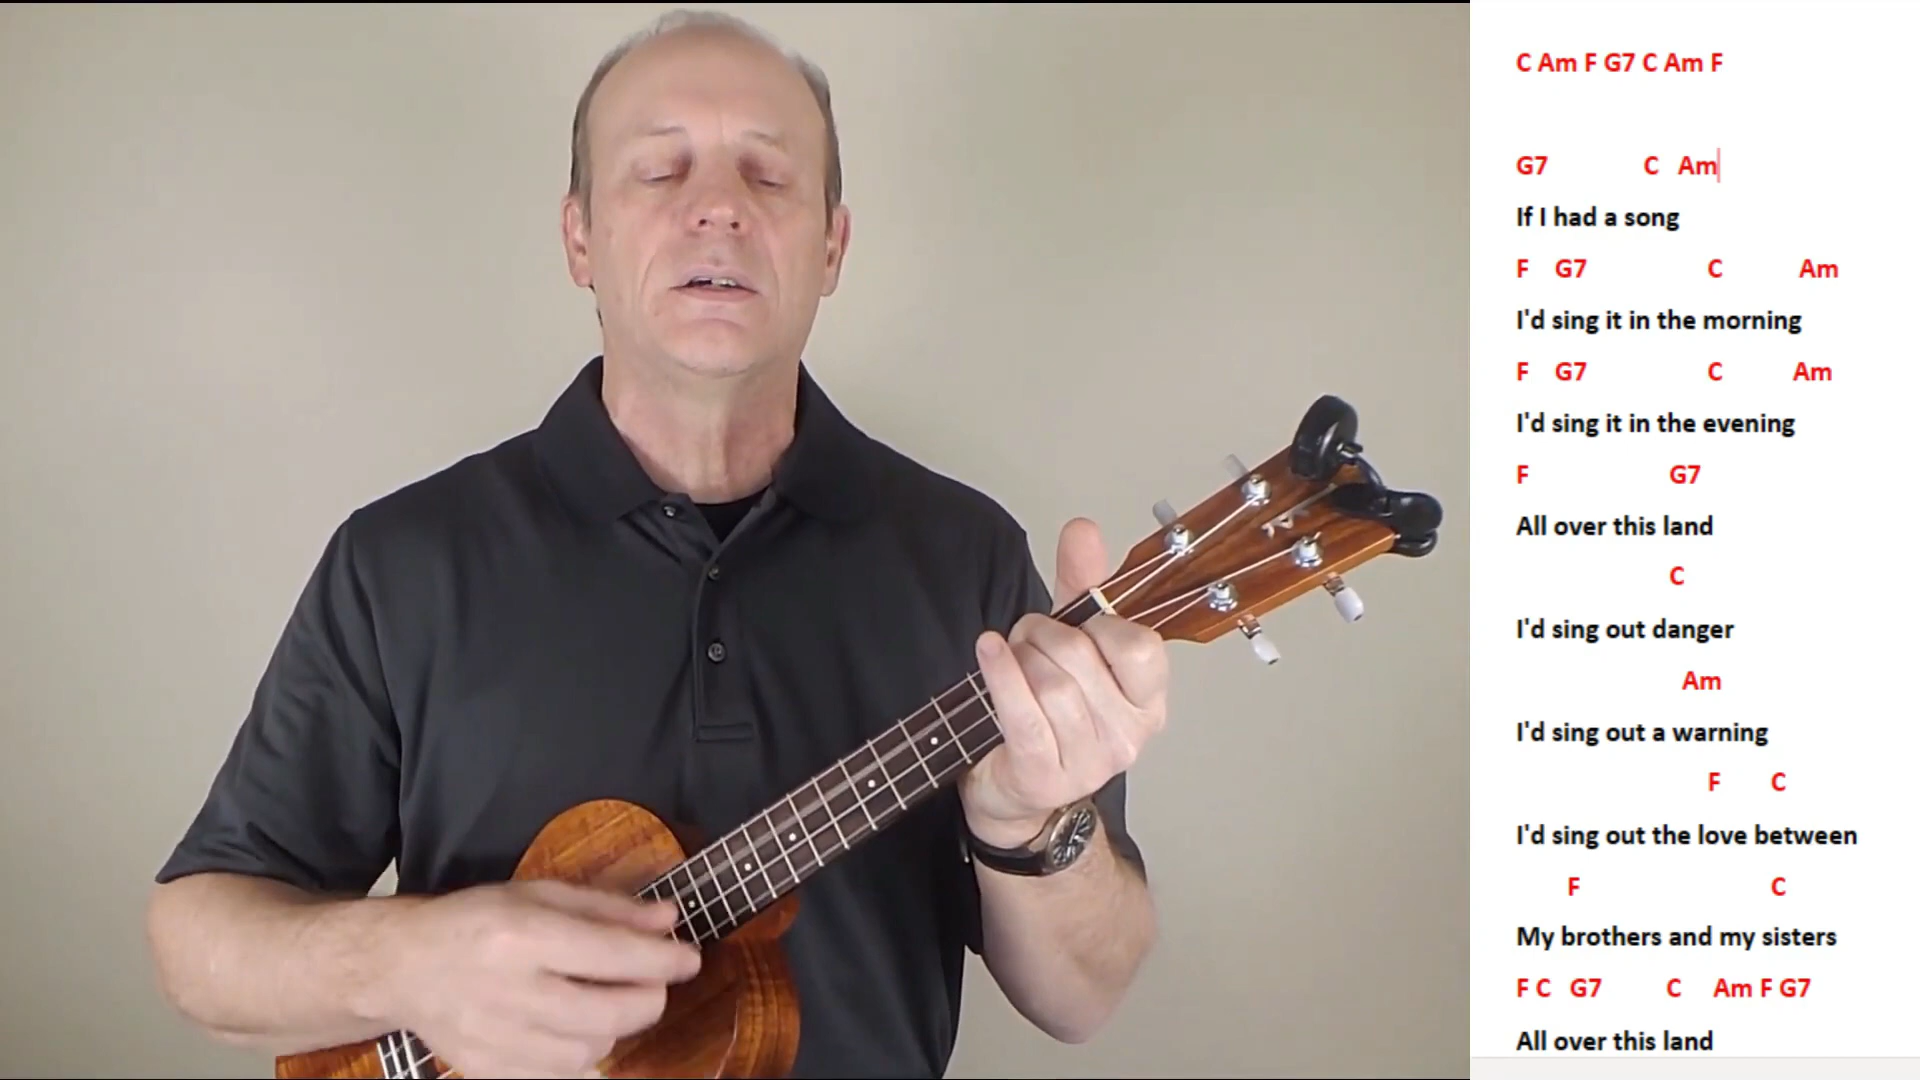 C Am F G7 C Am F
G7 C Am
If I had a song
F G7 C Am
I'd sing it in the morning
F G7 C Am
I'd sing it in the evening
F G7
All over this land
C
I'd sing out danger
Am
I'd sing out a warning
F C
I'd sing out the love between
F C
My brothers and my sisters
F C G7 C Am F G7
All over this land